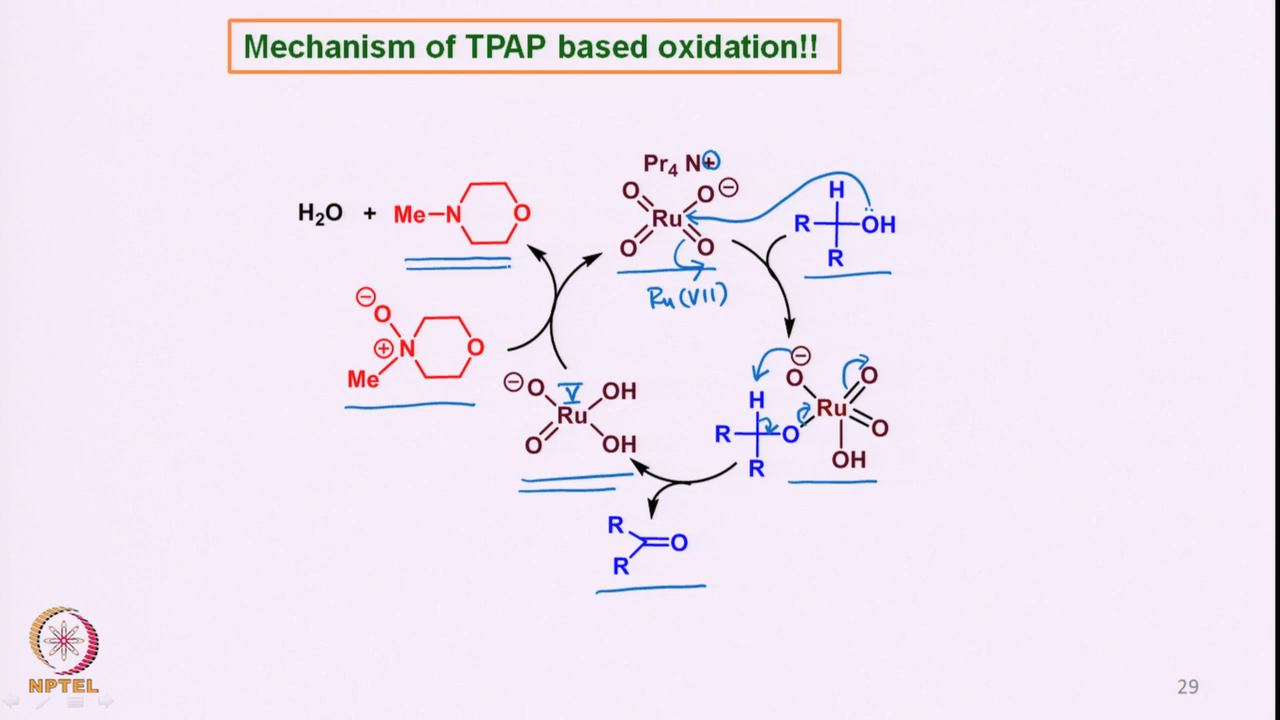 Mechanism of TPAP based oxidation!!
Pr4 N+
O O ⊖
Ru
O O
Ru(VII)
H
R OH
R
H2O + Me–N O
⊖
O
⊕ N O
Me
⊖ O V OH
Ru
O OH
⊖
O O
H Ru
R O O
R OH
R
O
R
NPTEL
29